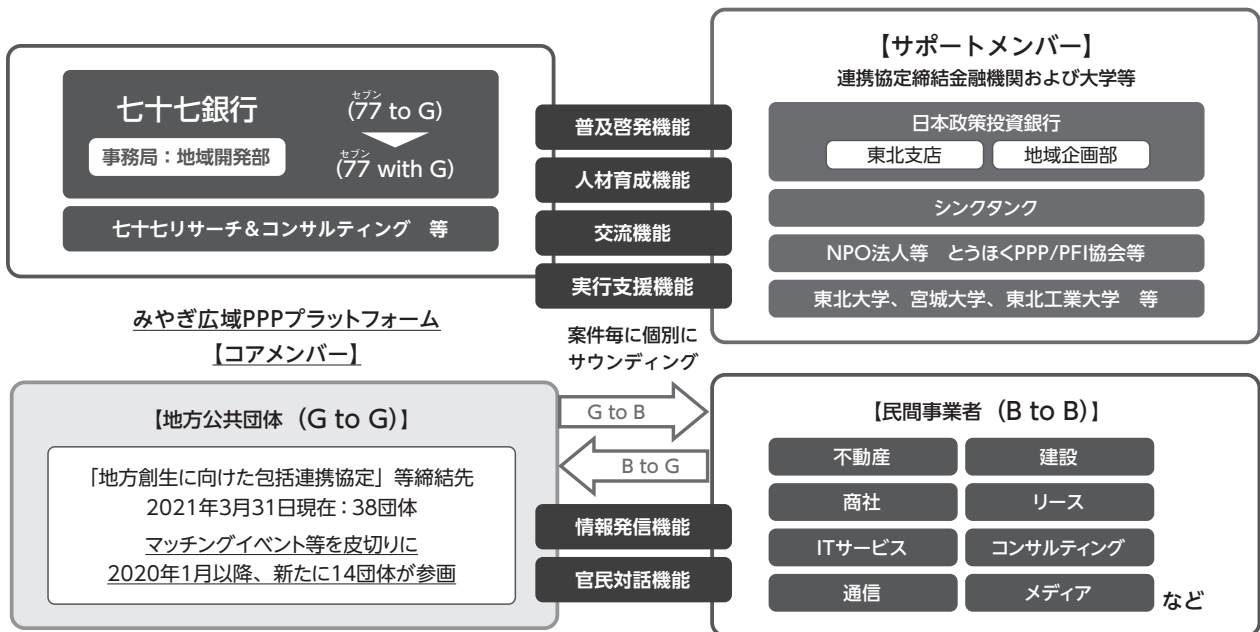 七十七銀行
事務局：地域開発部
セブン
(77 to G)
セブン
(77 with G)
七十七リサーチ＆コンサルティング 等
普及啓発機能
人材育成機能
交流機能
実行支援機能
【サポートメンバー】
連携協定締結金融機関および大学等
日本政策投資銀行
東北支店 地域企画部
シンクタンク
NPO法人等 とうほくPPP/PFI協会等
東北大学、宮城大学、東北工業大学 等
みやぎ広域PPPプラットフォーム
【コアメンバー】
案件毎に個別に
サウンディング
G to B
B to G
【地方公共団体（G to G）】
「地方創生に向けた包括連携協定」等締結先
2021年3月31日現在：38団体
マッチングイベント等を皮切りに
2020年1月以降、新たに14団体が参画
情報発信機能
官民対話機能
【民間事業者（B to B）】
不動産 建設
商社 リース
ITサービス コンサルティング
通信 メディア
など